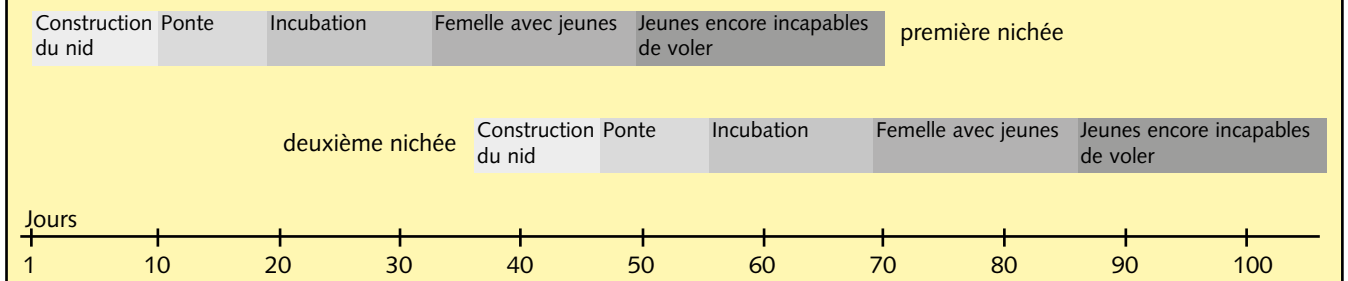 Construction du nid
Ponte
Incubation
Femelle avec jeunes
Jeunes encore incapables de voler
première nichée
deuxième nichée
Construction du nid
Ponte
Incubation
Femelle avec jeunes
Jeunes encore incapables de voler
Jours
1 10 20 30 40 50 60 70 80 90 100